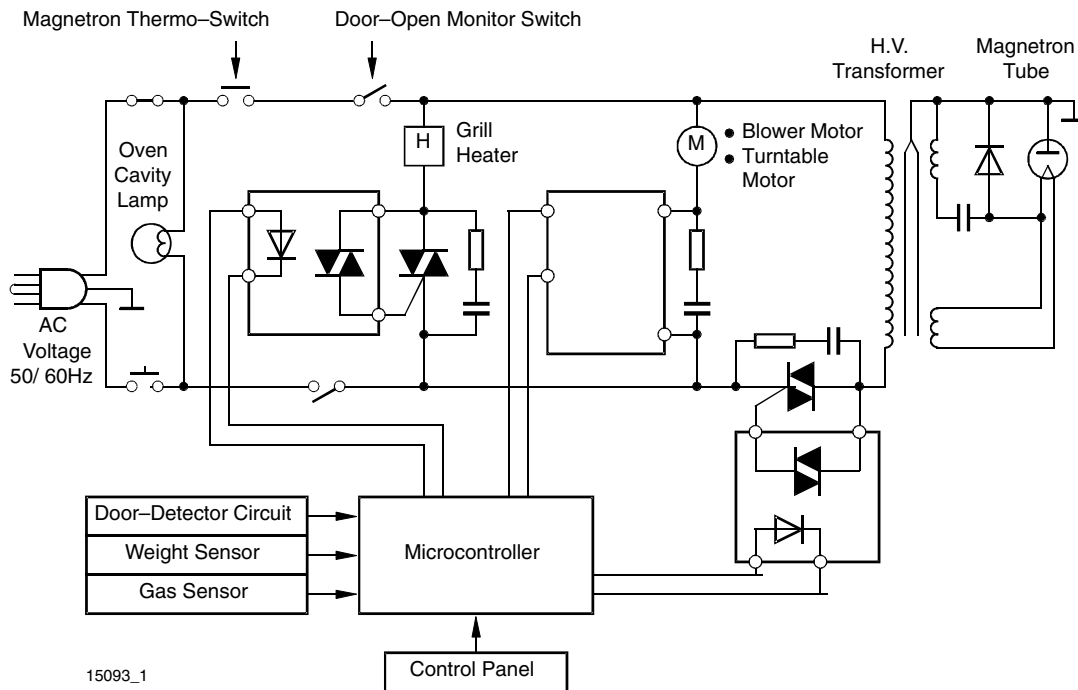 Magnetron Thermo–Switch
Door–Open Monitor Switch
H.V.
Transformer
Magnetron
Tube
Oven
Cavity
Lamp
H
Grill
Heater
M
● Blower Motor
● Turntable
Motor
AC
Voltage
50/ 60Hz
Door–Detector Circuit
Weight Sensor
Gas Sensor
Microcontroller
Control Panel
15093_1